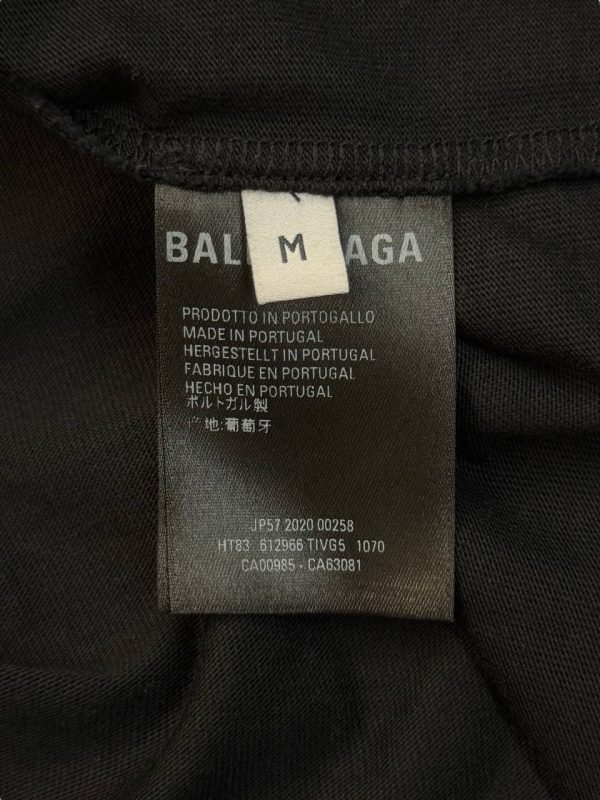 BAL AGA
M
PRODOTTO IN PORTOGALLO
MADE IN PORTUGAL
HERGESTELLT IN PORTUGAL
FABRIQUE EN PORTUGAL
HECHO EN PORTUGAL
ポルトガル製
地:葡萄牙
JP57 2020 00258
HT83 612966 TIVG5 1070
CA00985 - CA63081